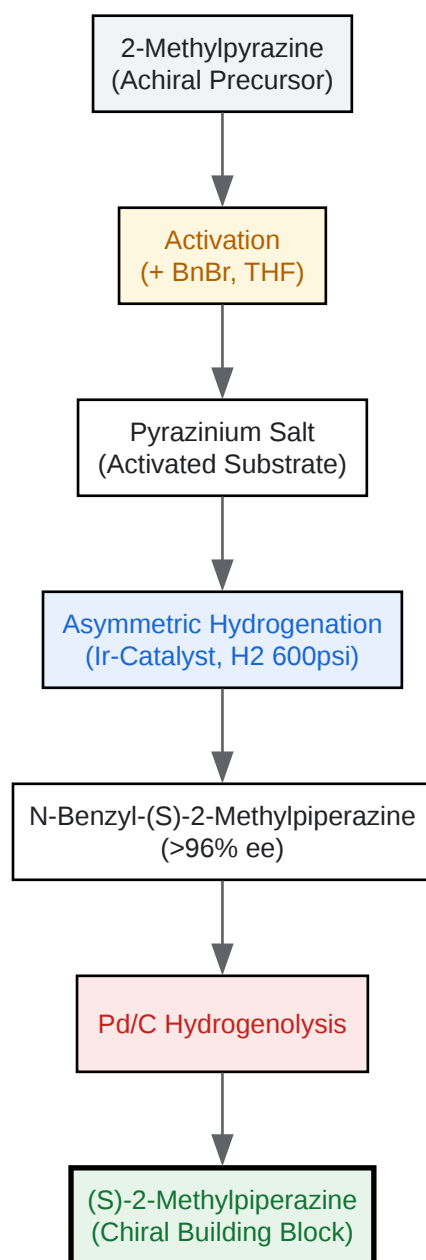 2-Methylpyrazine
(Achiral Precursor)
Activation
(+ BnBr, THF)
Pyrazinium Salt
(Activated Substrate)
Asymmetric Hydrogenation
(Ir-Catalyst, H2 600psi)
N-Benzyl-(S)-2-Methylpiperazine
(>96% ee)
Pd/C Hydrogenolysis
(S)-2-Methylpiperazine
(Chiral Building Block)